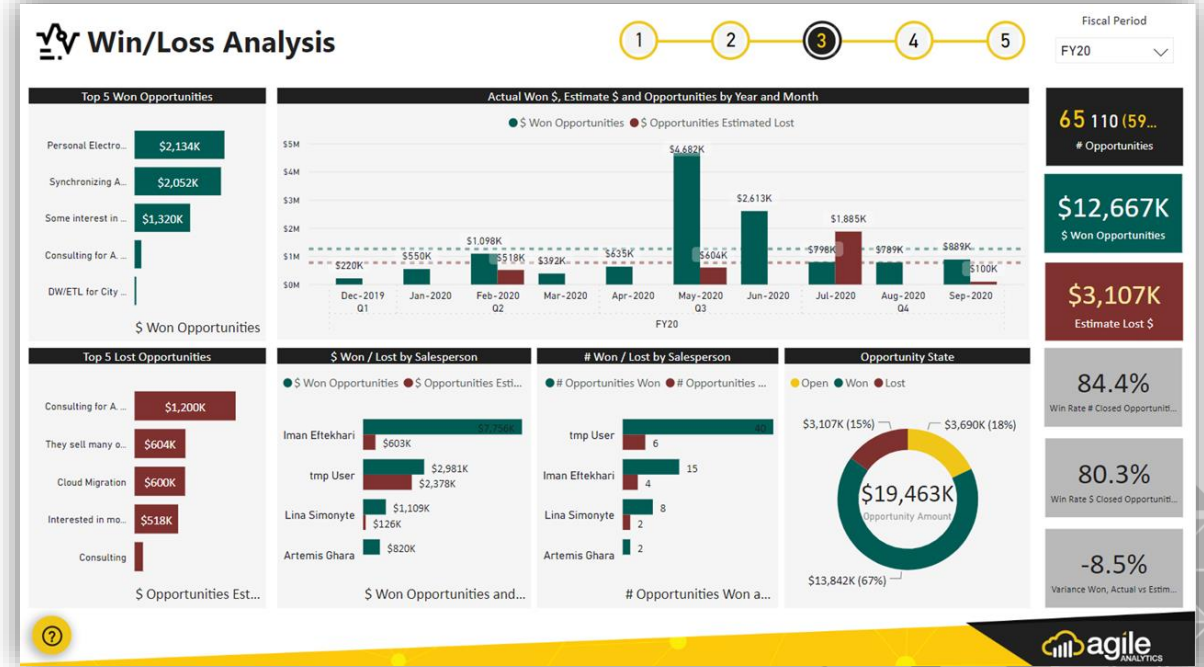 Win/Loss Analysis
1
2
3
4
5
Fiscal Period
FY20
Top 5 Won Opportunities
Personal Electro...
$2,134K
Synchronizing A...
$2,052K
Some interest in ...
$1,320K
Consulting for A. ...
DW/ETL for City ...
$ Won Opportunities
Actual Won $, Estimate $ and Opportunities by Year and Month
$ Won Opportunities $ Opportunities Estimated Lost
$5M
$4M
$3M
$2M
$1M
$0M
$220K
$550K
$1,098K
$518K
$392K
$635K
$4,682K
$604K
$2,613K
$798K
$1,885K
$789K
$889K
$100K
Dec-2019 Jan-2020 Feb-2020 Mar-2020 Apr-2020 May-2020 Jun-2020 Jul-2020 Aug-2020 Sep-2020
Q1 Q2 Q3 Q4
FY20
65 110 (59...
# Opportunities
$12,667K
$ Won Opportunities
$3,107K
Estimate Lost $
84.4%
Win Rate # Closed Opportuniti...
80.3%
Win Rate $ Closed Opportuniti...
-8.5%
Variance Won, Actual vs Estim...
Top 5 Lost Opportunities
Consulting for A. ...
$1,200K
They sell many o...
$604K
Cloud Migration
$600K
Interested in mo...
$518K
Consulting
$ Opportunities Est...
$ Won / Lost by Salesperson
$ Won Opportunities $ Opportunities Esti...
Iman Eftekhari
$7,756K
$603K
tmp User
$2,981K
$2,378K
Lina Simonyte
$1,109K
$126K
Artemis Ghara
$820K
$ Won Opportunities and...
# Won / Lost by Salesperson
# Opportunities Won # Opportunities ...
tmp User
40
6
Iman Eftekhari
15
4
Lina Simonyte
8
2
Artemis Ghara
2
# Opportunities Won a...
Opportunity State
Open Won Lost
$3,107K (15%)
$3,690K (18%)
$19,463K
Opportunity Amount
$13,842K (67%)
?
agile
ANALYTICS